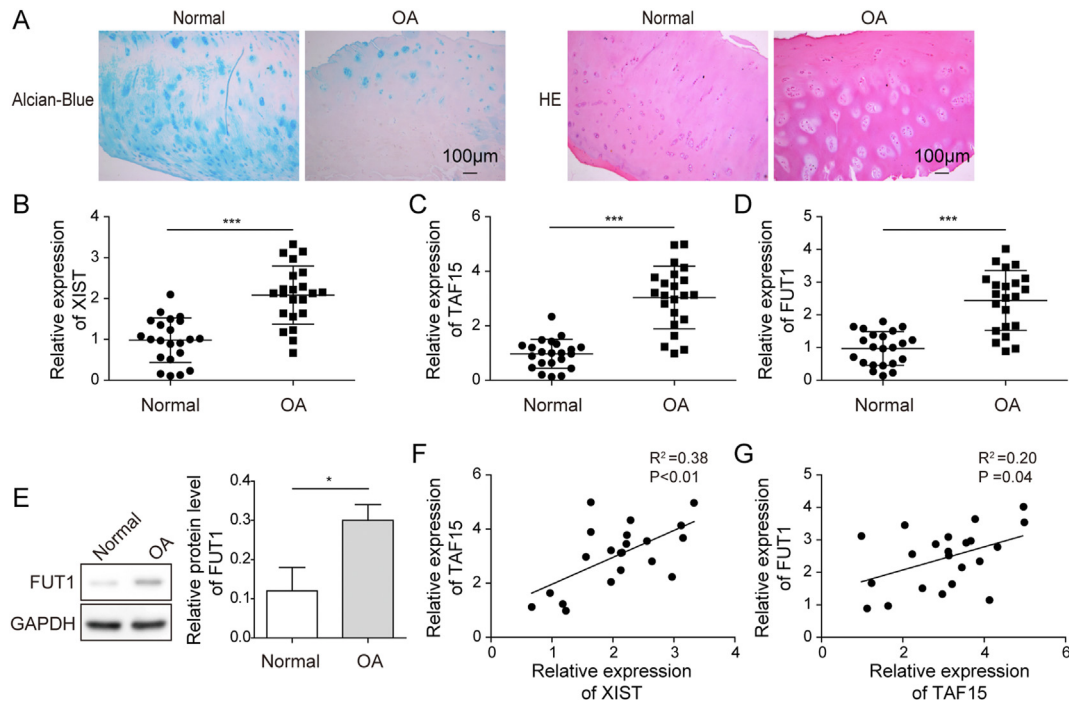 A
Normal
OA
Normal
OA
Alcian-Blue
HE
100μm
100μm
B
Relative expression
of XIST
4
3
2
1
0
***
Normal
OA
C
Relative expression
of TAF15
6
4
2
0
***
Normal
OA
D
Relative expression
of FUT1
5
4
3
2
1
0
***
Normal
OA
E
Normal
OA
FUT1
GAPDH
Relative protein level
of FUT1
0.4
0.3
0.2
0.1
0.0
*
Normal
OA
F
R²=0.38
P<0.01
Relative expression
of TAF15
6
4
2
0
0
1
2
3
4
Relative expression
of XIST
G
R²=0.20
P =0.04
Relative expression
of FUT1
5
4
3
2
1
0
0
2
4
6
Relative expression
of TAF15